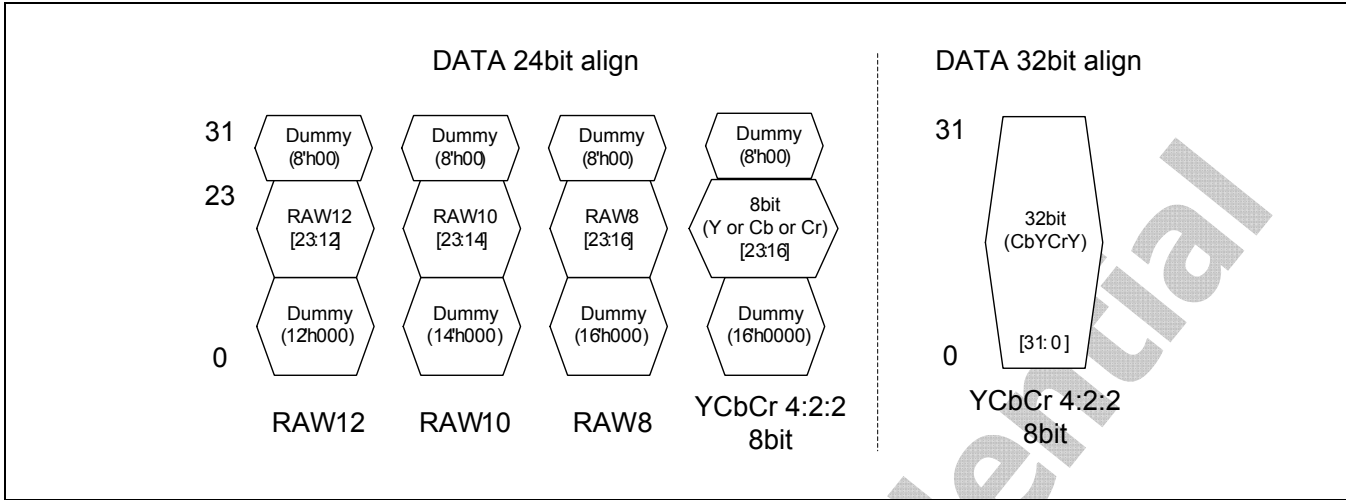 DATA 24bit align
DATA 32bit align
31
23
0
Dummy
(8'h00)
RAW12
[23:12]
Dummy
(12'h000)
RAW12
Dummy
(8'h00)
RAW10
[23:14]
Dummy
(14'h000)
RAW10
Dummy
(8'h00)
RAW8
[23:16]
Dummy
(16'h000)
RAW8
Dummy
(8'h00)
8bit
(Y or Cb or Cr)
[23:16]
Dummy
(16'h0000)
YCbCr 4:2:2
8bit
31
0
32bit
(CbYCrY)
[31:0]
YCbCr 4:2:2
8bit